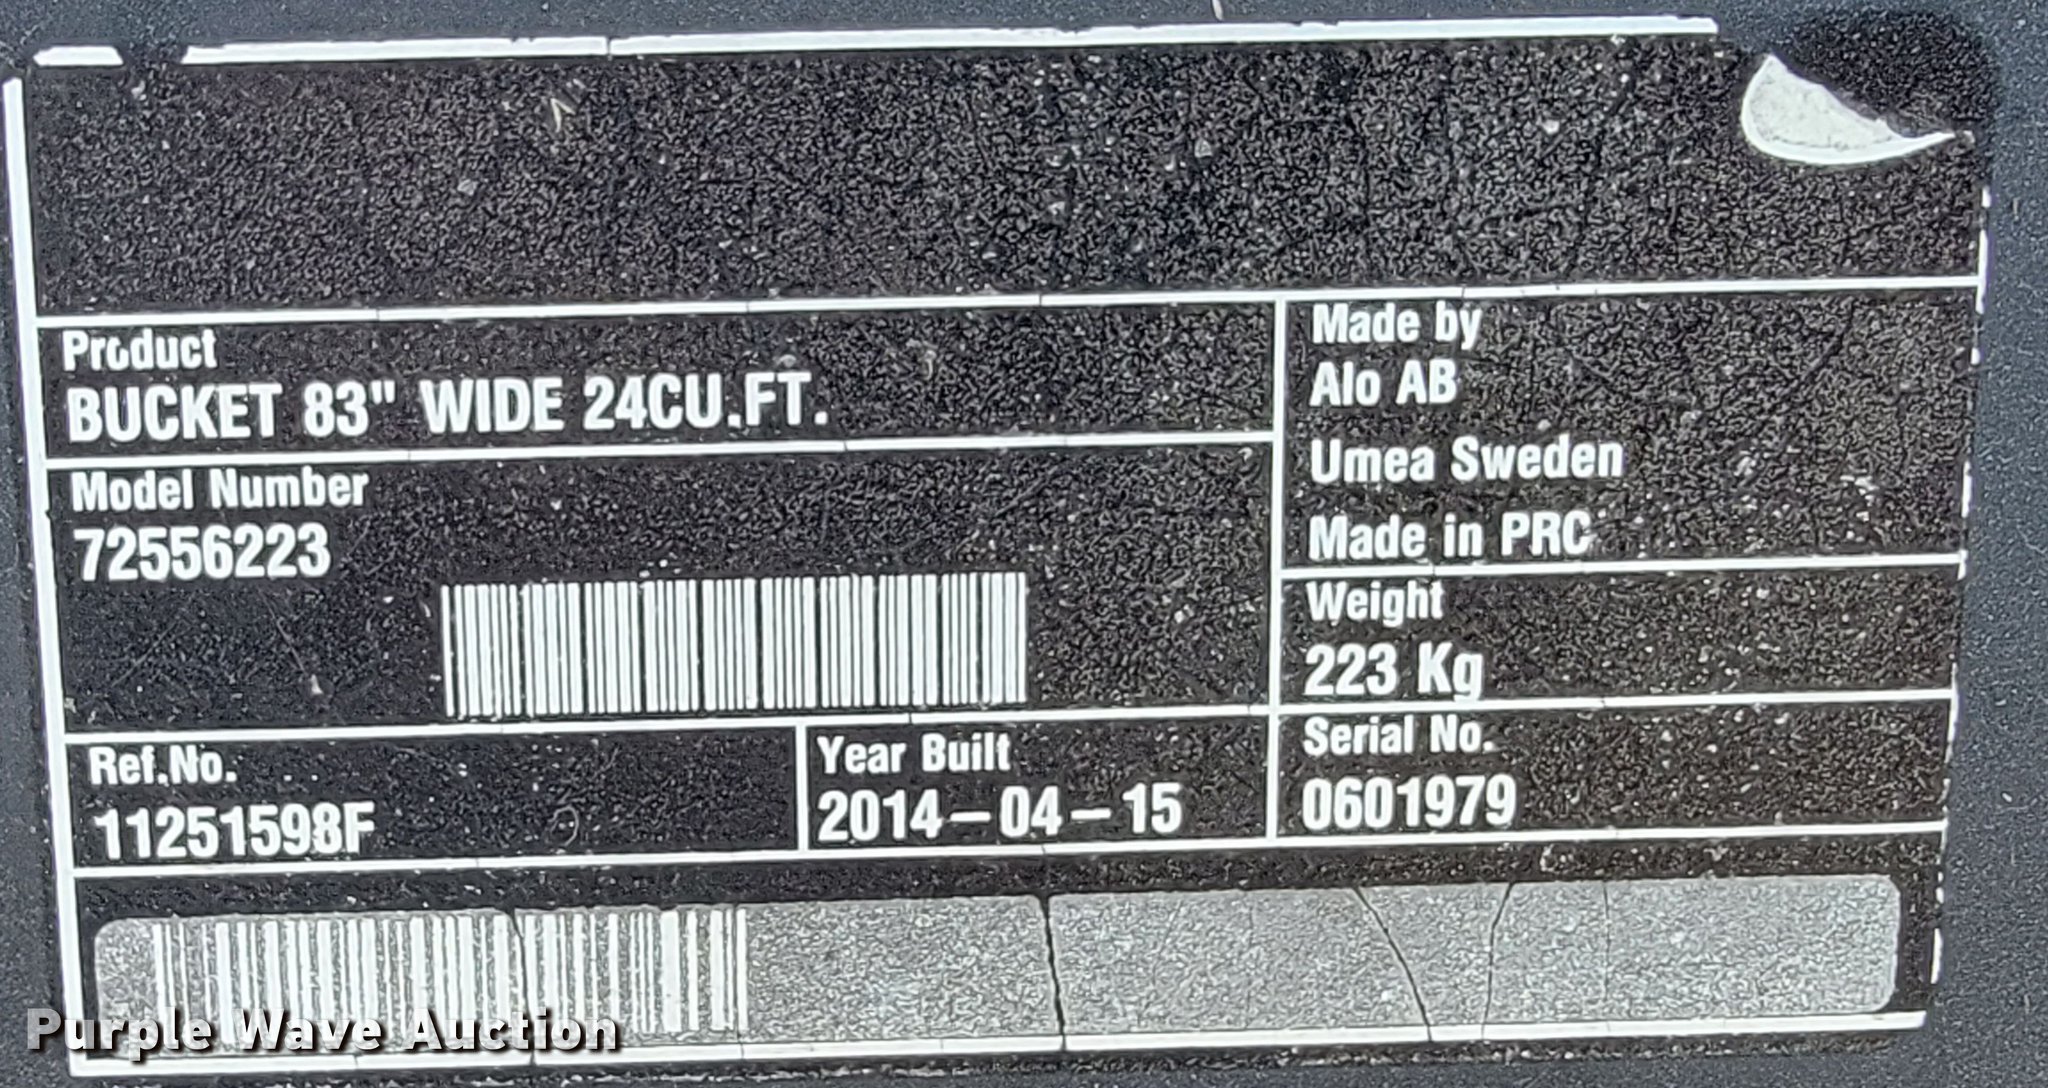 Product
BUCKET 83" WIDE 24CU.FT.
Made by
Alo AB
Umea Sweden
Made in PRC
Model Number
72556223
Weight
223 Kg
Ref.No.
11251598F
Year Built
2014-04-15
Serial No.
0601979
Purple Wave Auction